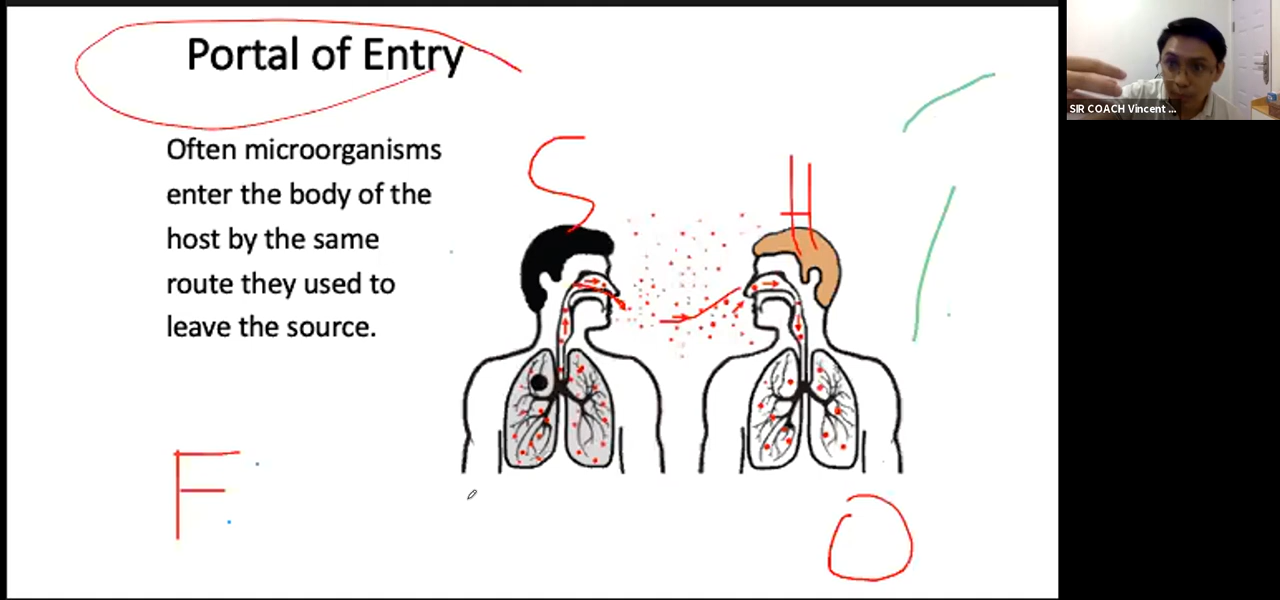 Portal of Entry
SIR COACH Vincent ...
Often microorganisms
enter the body of the
host by the same
route they used to
leave the source.
S
H
F
O